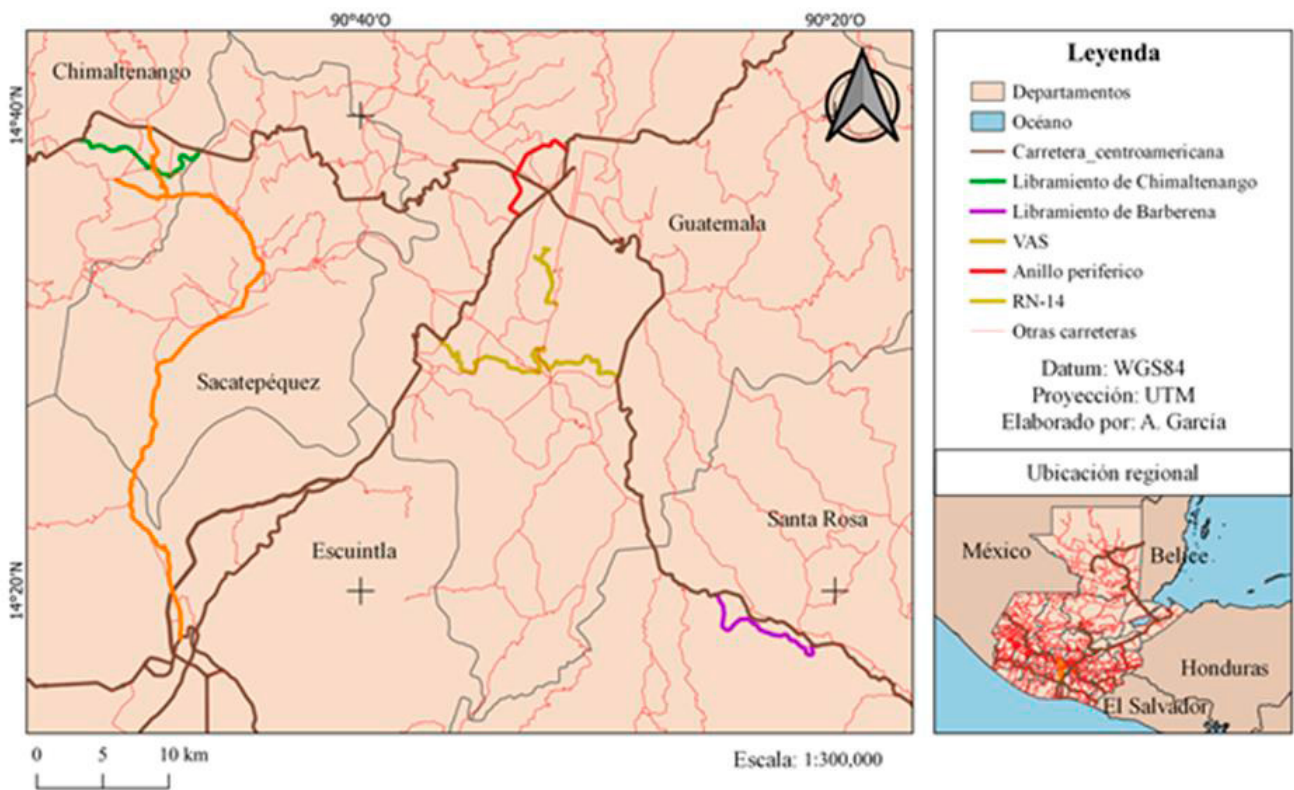 90°40'O
90°20'O
14°40'N
14°20'N
Chimaltenango
Guatemala
Sacatepéquez
Santa Rosa
Escuintla
0 5 10 km
Escala: 1:300,000
Leyenda
Departamentos
Océano
Carretera_centroamericana
Libramiento de Chimaltenango
Libramiento de Barberena
VAS
Anillo periferico
RN-14
Otras carreteras
Datum: WGS84
Proyección: UTM
Elaborado por: A. García
Ubicación regional
México
Belice
Honduras
El Salvador